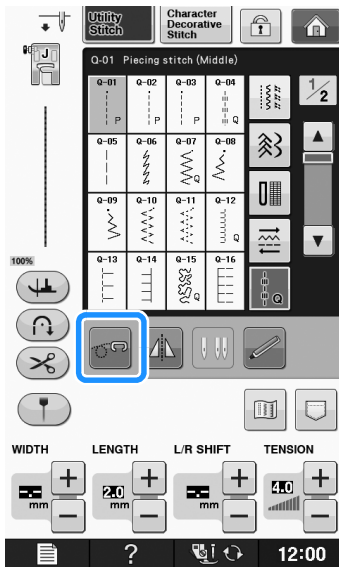 Utility
Stitch
Character
Decorative
Stitch
J
Q-01 Piecing stitch (Middle)
1/2
Q-01 Q-02 Q-03 Q-04
P P P Q
Q-05 Q-06 Q-07 Q-08
Q
Q-09 Q-10 Q-11 Q-12
Q
Q-13 Q-14 Q-15 Q-16
Q
Q
100%
WIDTH LENGTH L/R SHIFT TENSION
-.- 2.0 -.- 4.0
mm mm mm
+ + + +
− − − −
? 12:00